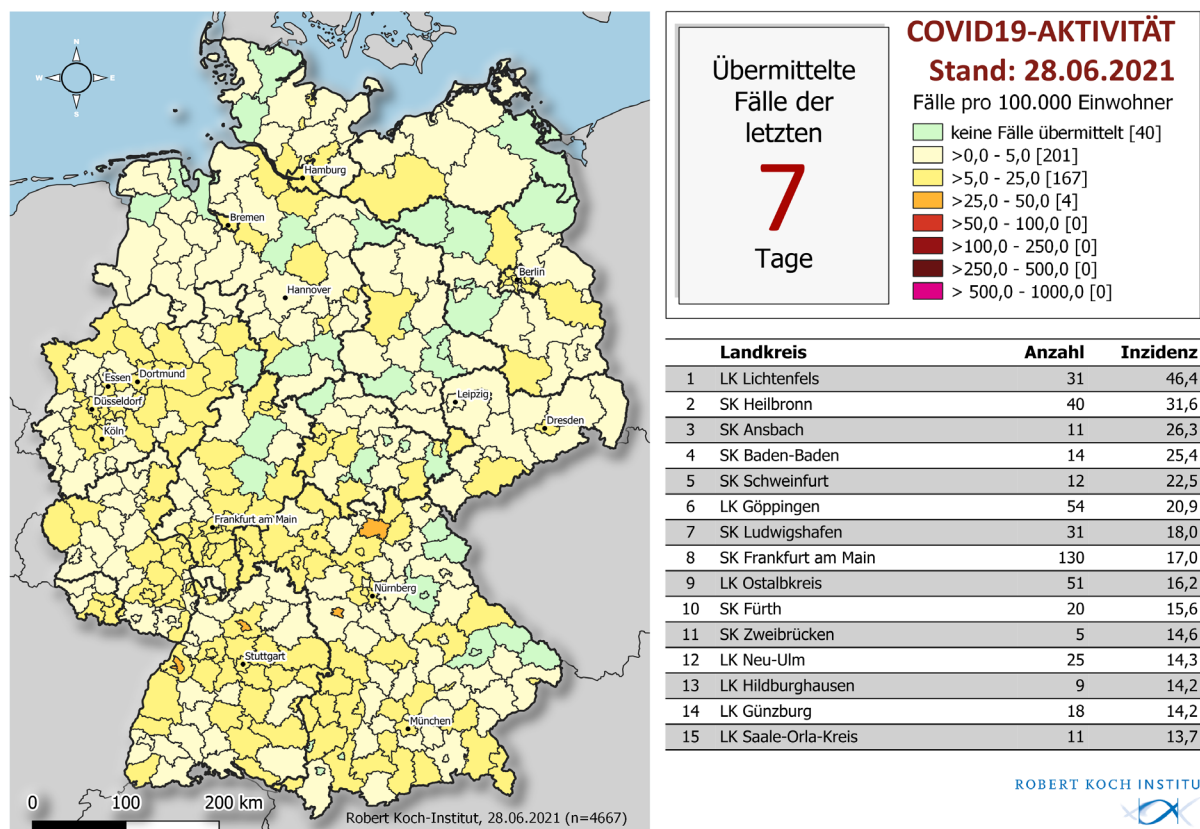 N
W E
S
Hamburg
Bremen
Berlin
Hannover
Essen
Dortmund
Düsseldorf
Leipzig
Köln
Dresden
Frankfurt am Main
Nürnberg
Stuttgart
München
0 100 200 km
Robert Koch-Institut, 28.06.2021 (n=4667)
Übermittelte
Fälle der
letzten
7
Tage
COVID19-AKTIVITÄT
Stand: 28.06.2021
Fälle pro 100.000 Einwohner
keine Fälle übermittelt [40]
>0,0 - 5,0 [201]
>5,0 - 25,0 [167]
>25,0 - 50,0 [4]
>50,0 - 100,0 [0]
>100,0 - 250,0 [0]
>250,0 - 500,0 [0]
> 500,0 - 1000,0 [0]
Landkreis Anzahl Inzidenz
1 LK Lichtenfels 31 46,4
2 SK Heilbronn 40 31,6
3 SK Ansbach 11 26,3
4 SK Baden-Baden 14 25,4
5 SK Schweinfurt 12 22,5
6 LK Göppingen 54 20,9
7 SK Ludwigshafen 31 18,0
8 SK Frankfurt am Main 130 17,0
9 LK Ostalbkreis 51 16,2
10 SK Fürth 20 15,6
11 SK Zweibrücken 5 14,6
12 LK Neu-Ulm 25 14,3
13 LK Hildburghausen 9 14,2
14 LK Günzburg 18 14,2
15 LK Saale-Orla-Kreis 11 13,7
ROBERT KOCH INSTITU